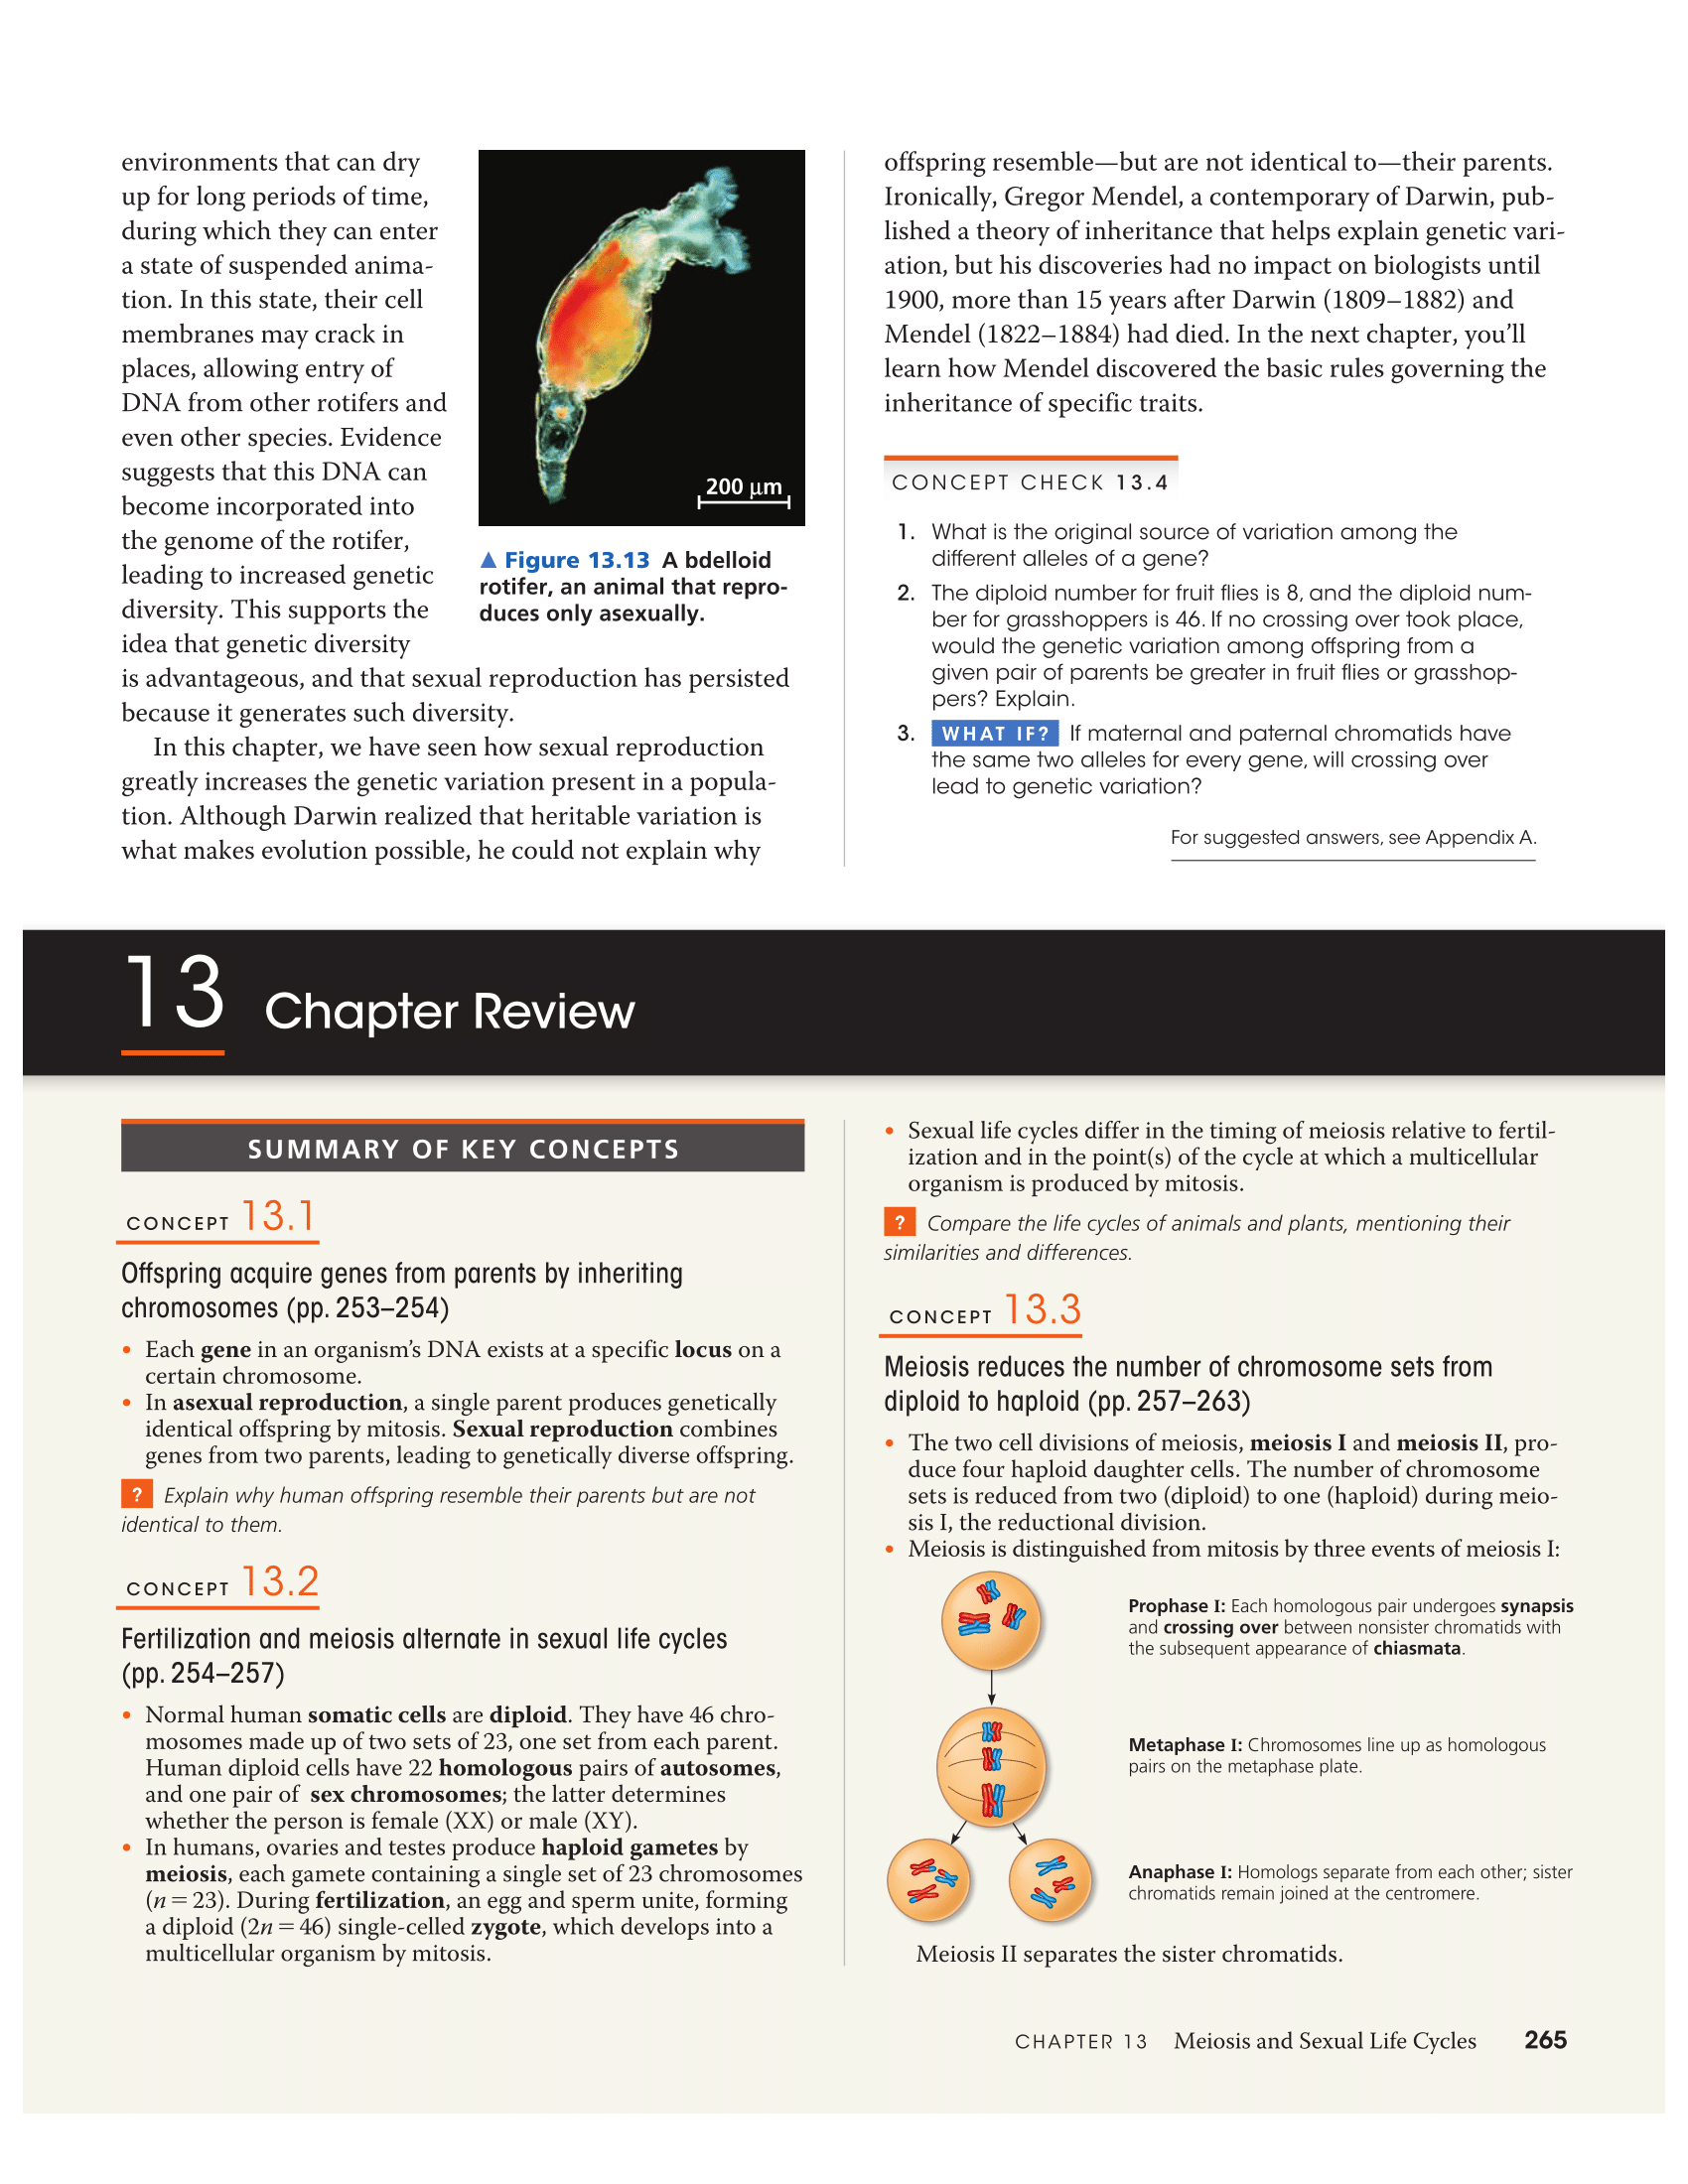 environments that can dry
up for long periods of time,
during which they can enter
a state of suspended anima-
tion. In this state, their cell
membranes may crack in
places, allowing entry of
DNA from other rotifers and
even other species. Evidence
suggests that this DNA can
become incorporated into
the genome of the rotifer,
leading to increased genetic
diversity. This supports the
idea that genetic diversity
is advantageous, and that sexual reproduction has persisted
because it generates such diversity.
In this chapter, we have seen how sexual reproduction
greatly increases the genetic variation present in a popula-
tion. Although Darwin realized that heritable variation is
what makes evolution possible, he could not explain why
200 μm
▲ Figure 13.13 A bdelloid
rotifer, an animal that repro-
duces only asexually.
offspring resemble—but are not identical to—their parents.
Ironically, Gregor Mendel, a contemporary of Darwin, pub-
lished a theory of inheritance that helps explain genetic vari-
ation, but his discoveries had no impact on biologists until
1900, more than 15 years after Darwin (1809–1882) and
Mendel (1822–1884) had died. In the next chapter, you'll
learn how Mendel discovered the basic rules governing the
inheritance of specific traits.
CONCEPT CHECK 13.4
1. What is the original source of variation among the
different alleles of a gene?
2. The diploid number for fruit flies is 8, and the diploid num-
ber for grasshoppers is 46. If no crossing over took place,
would the genetic variation among offspring from a
given pair of parents be greater in fruit flies or grasshop-
pers? Explain.
3. WHAT IF? If maternal and paternal chromatids have
the same two alleles for every gene, will crossing over
lead to genetic variation?
For suggested answers, see Appendix A.
13 Chapter Review
SUMMARY OF KEY CONCEPTS
CONCEPT 13.1
Offspring acquire genes from parents by inheriting
chromosomes (pp. 253–254)
• Each gene in an organism's DNA exists at a specific locus on a
certain chromosome.
• In asexual reproduction, a single parent produces genetically
identical offspring by mitosis. Sexual reproduction combines
genes from two parents, leading to genetically diverse offspring.
? Explain why human offspring resemble their parents but are not
identical to them.
CONCEPT 13.2
Fertilization and meiosis alternate in sexual life cycles
(pp. 254–257)
• Normal human somatic cells are diploid. They have 46 chro-
mosomes made up of two sets of 23, one set from each parent.
Human diploid cells have 22 homologous pairs of autosomes,
and one pair of sex chromosomes; the latter determines
whether the person is female (XX) or male (XY).
• In humans, ovaries and testes produce haploid gametes by
meiosis, each gamete containing a single set of 23 chromosomes
(n = 23). During fertilization, an egg and sperm unite, forming
a diploid (2n = 46) single-celled zygote, which develops into a
multicellular organism by mitosis.
• Sexual life cycles differ in the timing of meiosis relative to fertil-
ization and in the point(s) of the cycle at which a multicellular
organism is produced by mitosis.
? Compare the life cycles of animals and plants, mentioning their
similarities and differences.
CONCEPT 13.3
Meiosis reduces the number of chromosome sets from
diploid to haploid (pp. 257–263)
• The two cell divisions of meiosis, meiosis I and meiosis II, pro-
duce four haploid daughter cells. The number of chromosome
sets is reduced from two (diploid) to one (haploid) during meio-
sis I, the reductional division.
• Meiosis is distinguished from mitosis by three events of meiosis I:
Prophase I: Each homologous pair undergoes synapsis
and crossing over between nonsister chromatids with
the subsequent appearance of chiasmata.
Metaphase I: Chromosomes line up as homologous
pairs on the metaphase plate.
Anaphase I: Homologs separate from each other; sister
chromatids remain joined at the centromere.
Meiosis II separates the sister chromatids.
CHAPTER 13 Meiosis and Sexual Life Cycles 265